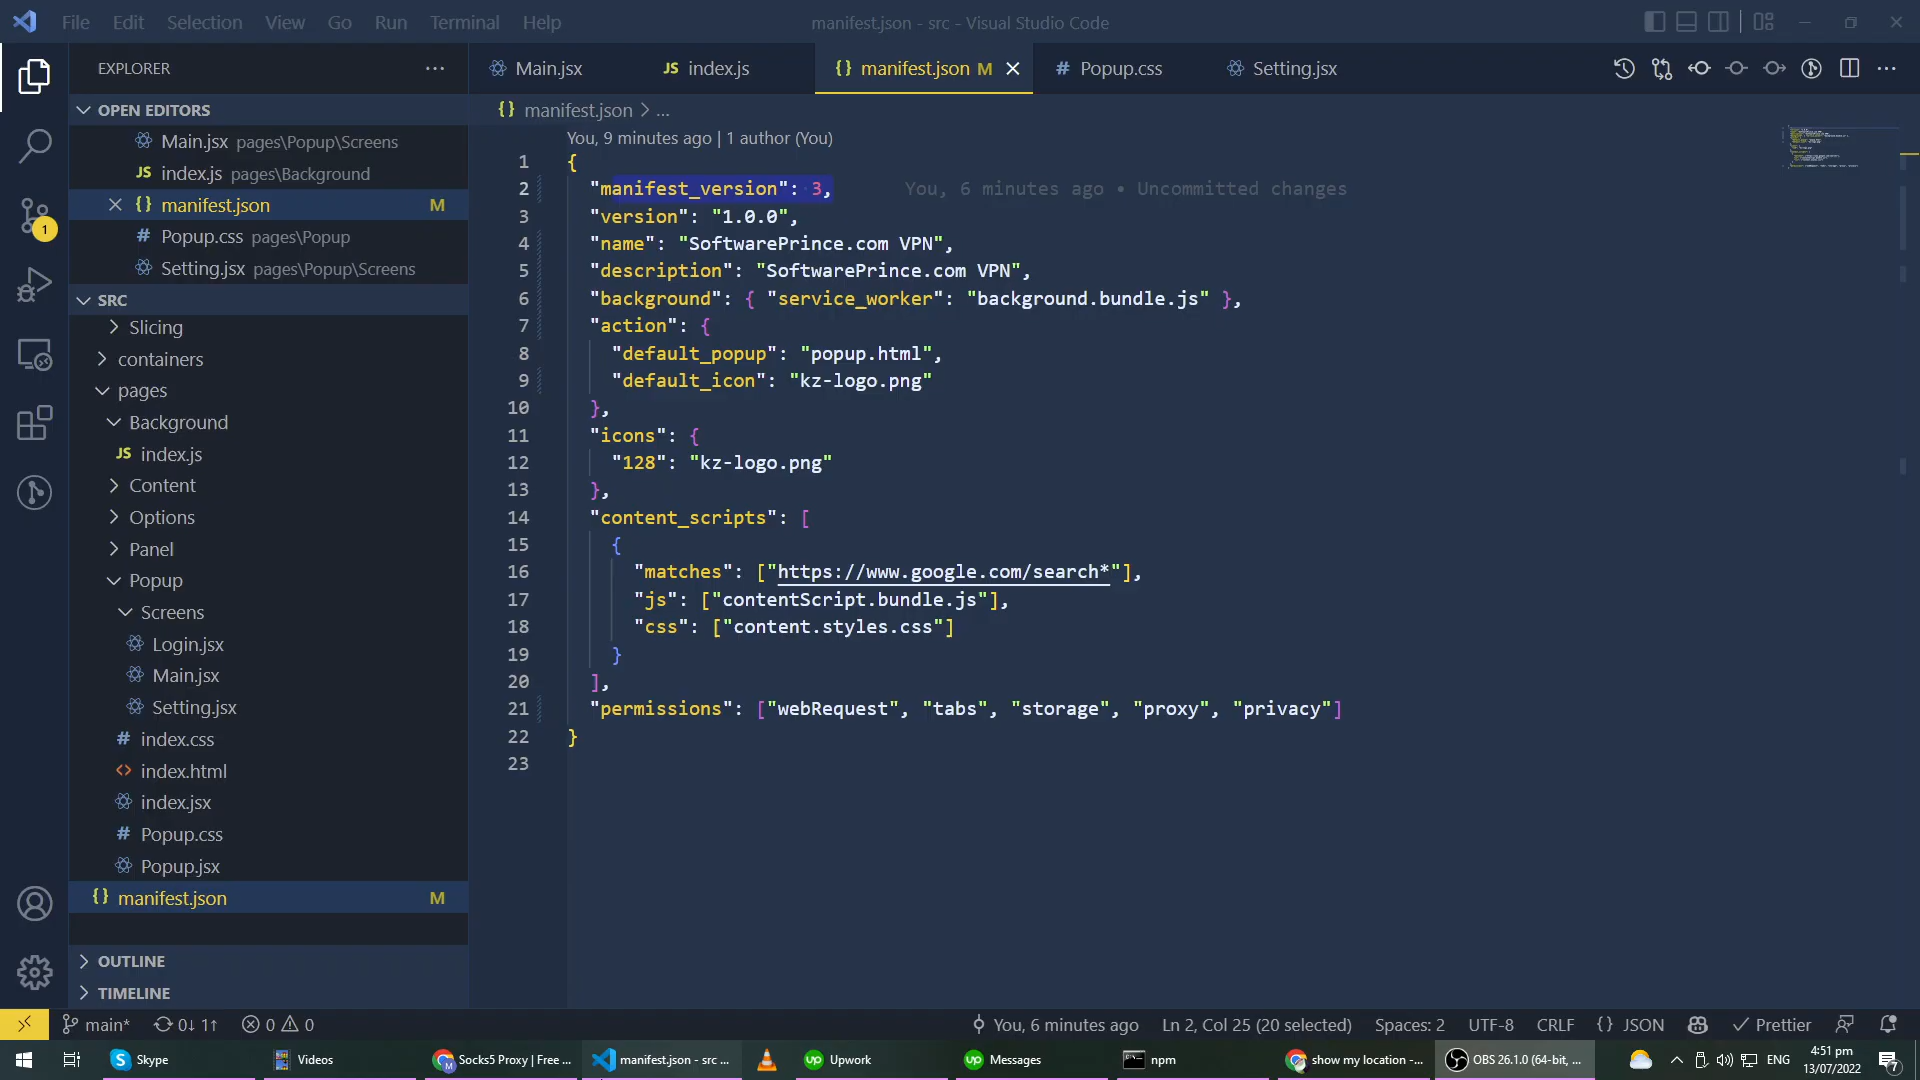 File Edit Selection View Go Run Terminal Help
manifest.json - src - Visual Studio Code
EXPLORER
Main.jsx
JS index.js
{} manifest.json M
# Popup.css
Setting.jsx
OPEN EDITORS
Main.jsx pages\Popup\Screens
JS index.js pages\Background
{} manifest.json M
# Popup.css pages\Popup
Setting.jsx pages\Popup\Screens
1
SRC
Slicing
containers
pages
Background
JS index.js
Content
Options
Panel
Popup
Screens
Login.jsx
Main.jsx
Setting.jsx
# index.css
<> index.html
index.jsx
# Popup.css
Popup.jsx
{} manifest.json M
OUTLINE
TIMELINE
{} manifest.json > ...
You, 9 minutes ago | 1 author (You)
1 {
2 "manifest_version": 3, You, 6 minutes ago • Uncommitted changes
3 "version": "1.0.0",
4 "name": "SoftwarePrince.com VPN",
5 "description": "SoftwarePrince.com VPN",
6 "background": { "service_worker": "background.bundle.js" },
7 "action": {
8 "default_popup": "popup.html",
9 "default_icon": "kz-logo.png"
10 },
11 "icons": {
12 "128": "kz-logo.png"
13 },
14 "content_scripts": [
15 {
16 "matches": ["https://www.google.com/search*"],
17 "js": ["contentScript.bundle.js"],
18 "css": ["content.styles.css"]
19 }
20 ],
21 "permissions": ["webRequest", "tabs", "storage", "proxy", "privacy"]
22 }
23
main* 0↓ 1↑ 0 0
You, 6 minutes ago Ln 2, Col 25 (20 selected) Spaces: 2 UTF-8 CRLF {} JSON Prettier
Skype
Videos
Socks5 Proxy | Free ...
manifest.json - src ...
up Upwork
up Messages
npm
show my location -...
OBS 26.1.0 (64-bit, ...
ENG
4:51 pm
13/07/2022
7